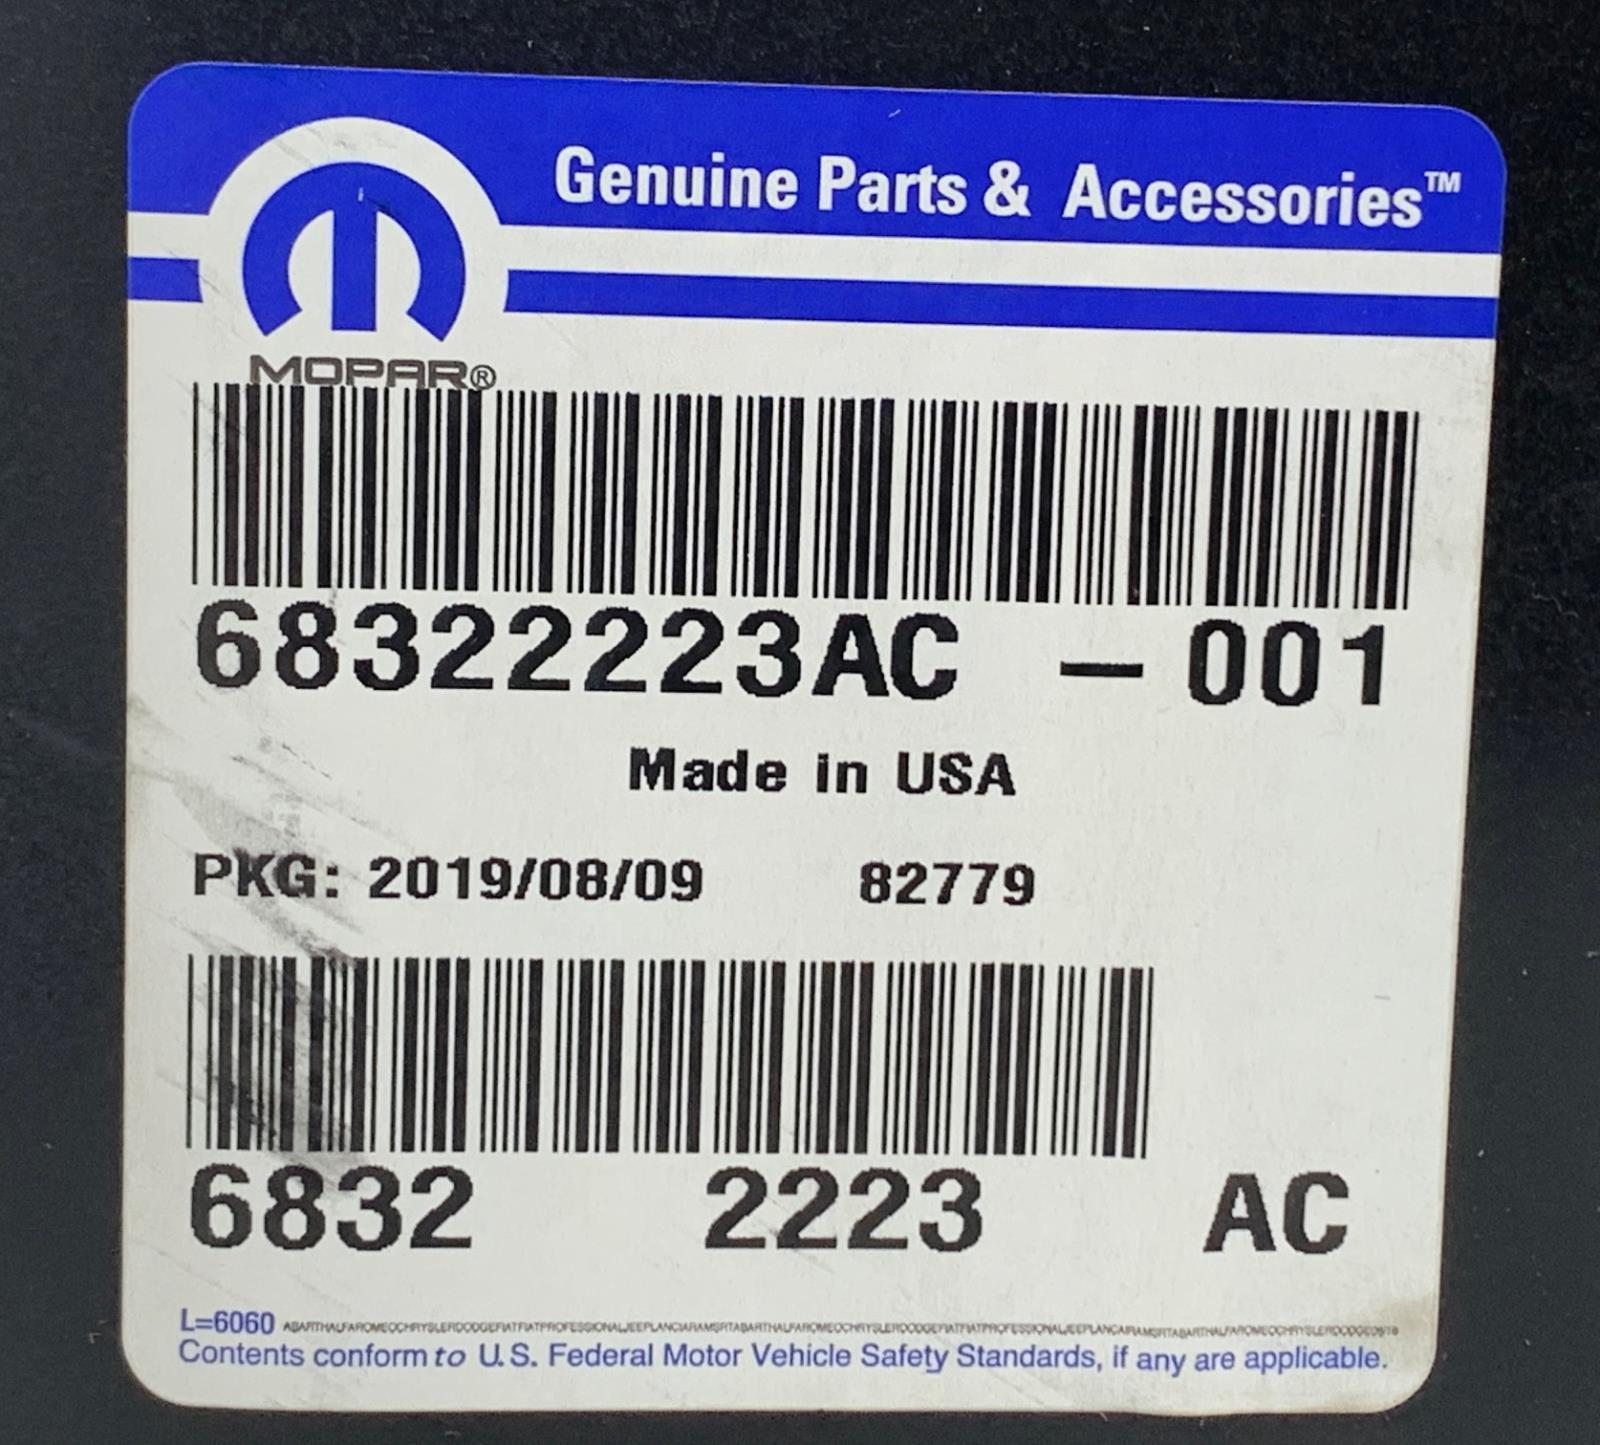 Genuine Parts & Accessories™
MOPAR®
68322223AC – 001
Made in USA
PKG: 2019/08/09 82779
6832 2223 AC
L=6060
Contents conform to U.S. Federal Motor Vehicle Safety Standards, if any are applicable.